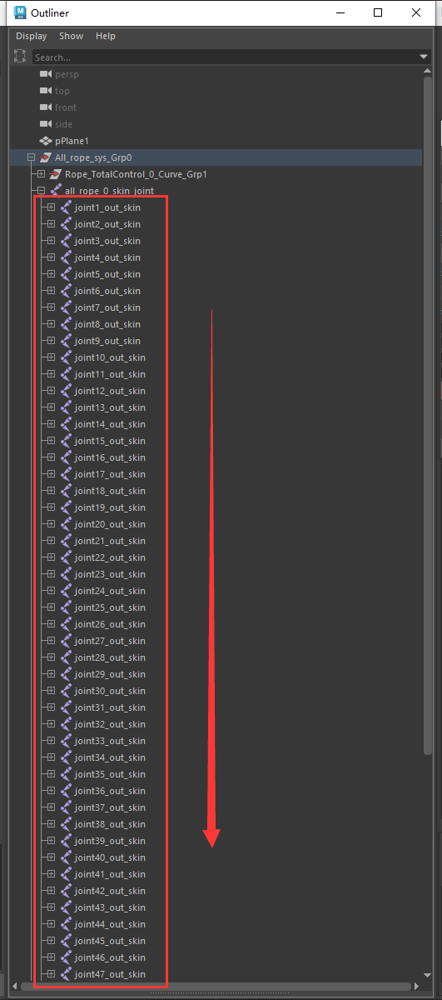 Outliner
Display Show Help
Search...
persp
top
front
side
pPlane1
All_rope_sys_Grp0
Rope_TotalControl_0_Curve_Grp1
all_rope_0_skin_joint
joint1_out_skin
joint2_out_skin
joint3_out_skin
joint4_out_skin
joint5_out_skin
joint6_out_skin
joint7_out_skin
joint8_out_skin
joint9_out_skin
joint10_out_skin
joint11_out_skin
joint12_out_skin
joint13_out_skin
joint14_out_skin
joint15_out_skin
joint16_out_skin
joint17_out_skin
joint18_out_skin
joint19_out_skin
joint20_out_skin
joint21_out_skin
joint22_out_skin
joint23_out_skin
joint24_out_skin
joint25_out_skin
joint26_out_skin
joint27_out_skin
joint28_out_skin
joint29_out_skin
joint30_out_skin
joint31_out_skin
joint32_out_skin
joint33_out_skin
joint34_out_skin
joint35_out_skin
joint36_out_skin
joint37_out_skin
joint38_out_skin
joint39_out_skin
joint40_out_skin
joint41_out_skin
joint42_out_skin
joint43_out_skin
joint44_out_skin
joint45_out_skin
joint46_out_skin
joint47_out_skin